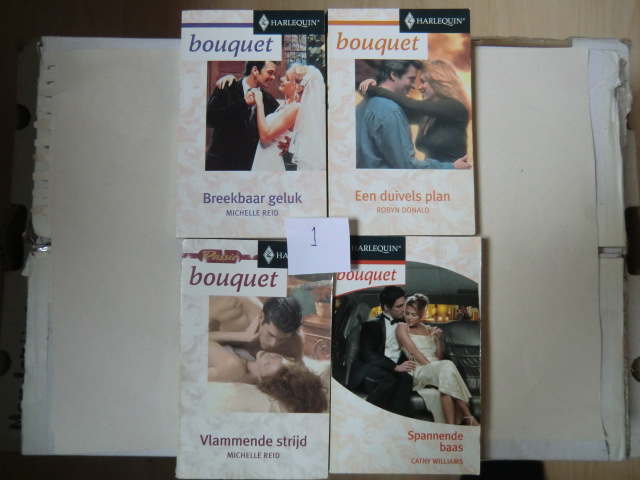 HARLEQUIN®
bouquet
Breekbaar geluk
MICHELLE REID
HARLEQUIN®
bouquet
Een duivels plan
ROBYN DONALD
1
Passie
bouquet
Vlammende strijd
MICHELLE REID
HARLEQUIN®
bouquet
Spannende
baas
CATHY WILLIAMS